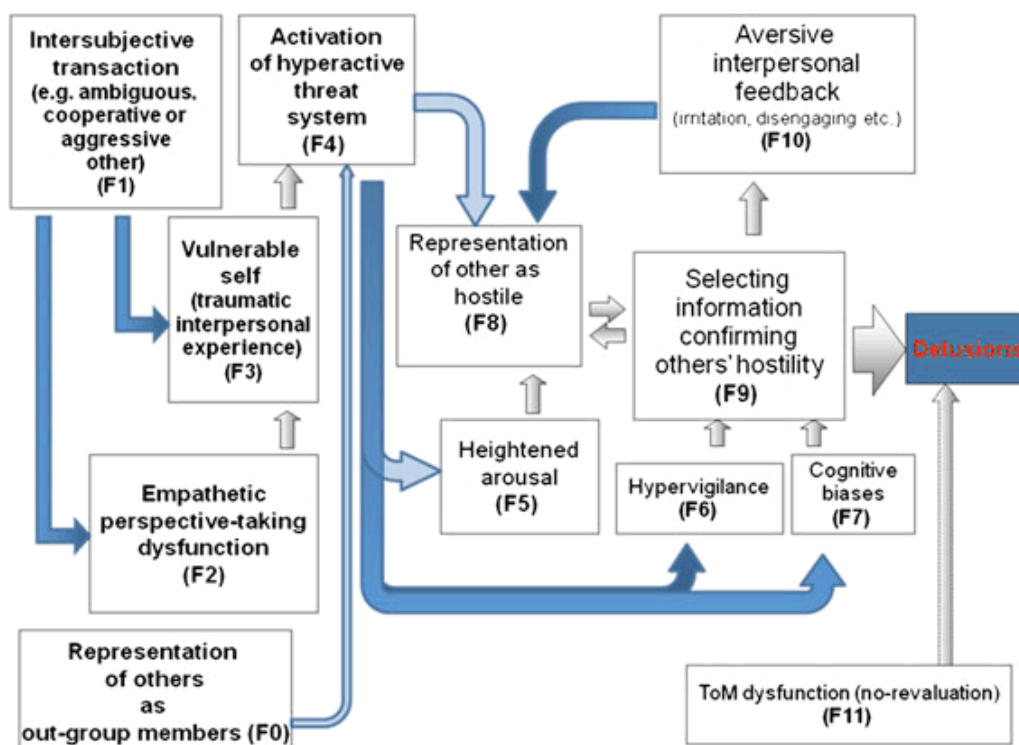 Intersubjective
transaction
(e.g. ambiguous,
cooperative or
aggressive
other)
(F1)
Activation
of hyperactive
threat
system
(F4)
Aversive
interpersonal
feedback
(irritation, disengaging etc.)
(F10)
Vulnerable
self
(traumatic
interpersonal
experience)
(F3)
Representation
of other as
hostile
(F8)
Selecting
information
confirming
others' hostility
(F9)
Delusions
Empathetic
perspective-taking
dysfunction
(F2)
Heightened
arousal
(F5)
Hypervigilance
(F6)
Cognitive
biases
(F7)
Representation
of others
as
out-group members (F0)
ToM dysfunction (no-revaluation)
(F11)